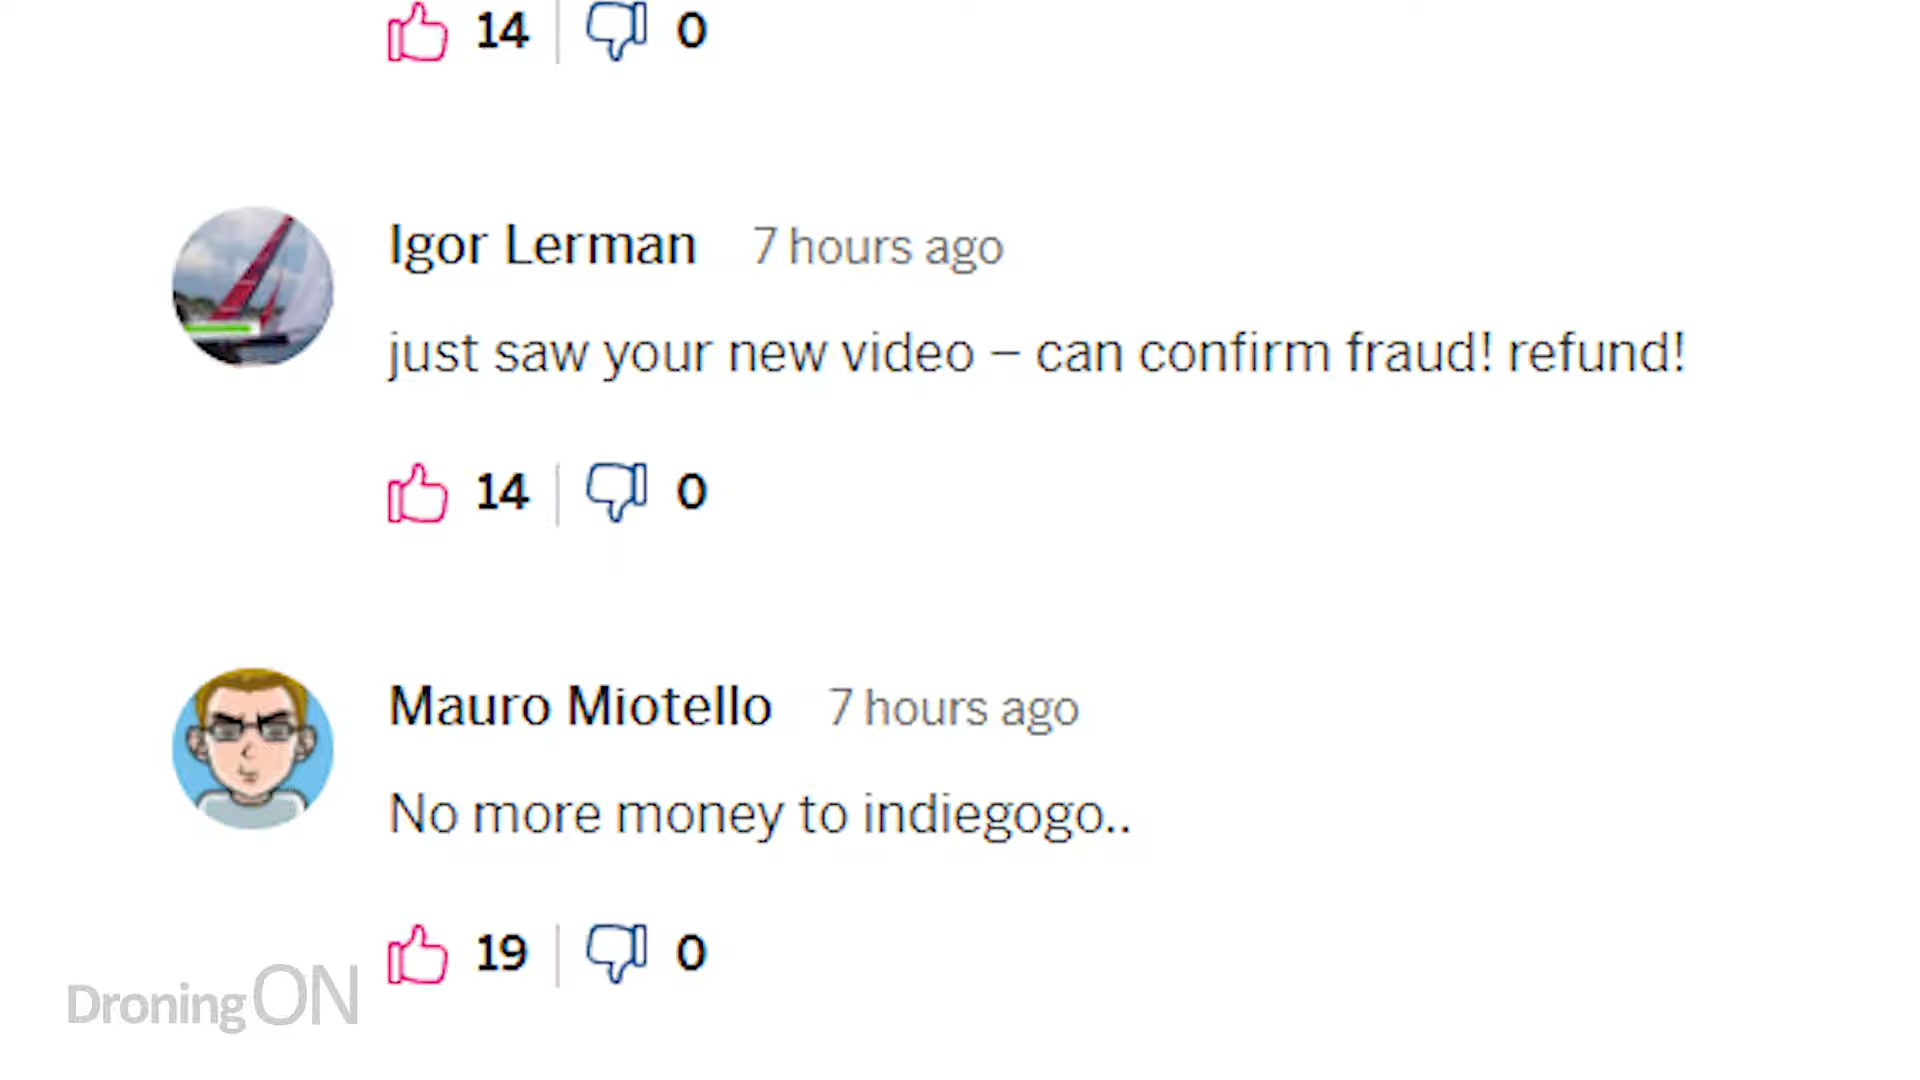 14 0
Igor Lerman 7 hours ago
just saw your new video – can confirm fraud! refund!
14 0
Mauro Miotello 7 hours ago
No more money to indiegogo..
19 0
DroningON